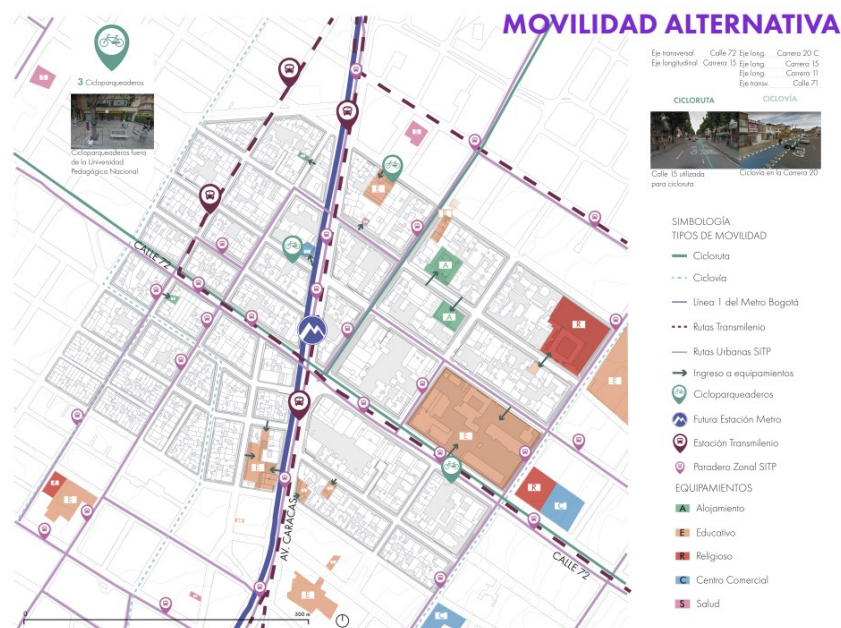 MOVILIDAD ALTERNATIVA
3 Cicloparqueaderos
Cicloparqueaderos fuera
de la Universidad
Pedagógica Nacional
Eje transversal Calle 72
Eje longitudinal Carrera 15
Eje long. Carrera 20 C
Eje long. Carrera 15
Eje long. Carrera 11
Eje transv. Calle 71
CICLORUTA
CICLOVÍA
Calle 15 utilizada
para cicloruta
Ciclovía en la Carrera 20
SIMBOLOGÍA
TIPOS DE MOVILIDAD
Cicloruta
Ciclovía
Línea 1 del Metro Bogotá
Rutas Transmilenio
Rutas Urbanas SITP
Ingreso a equipamientos
Cicloparqueaderos
Futura Estación Metro
Estación Transmilenio
Paradero Zonal SITP
EQUIPAMIENTOS
A Alojamiento
E Educativo
R Religioso
C Centro Comercial
S Salud
CALLE 72
AV. CARACAS
CALLE 72
E
A
A
R
E
E
E
E
R
C
E
C
0
500 m